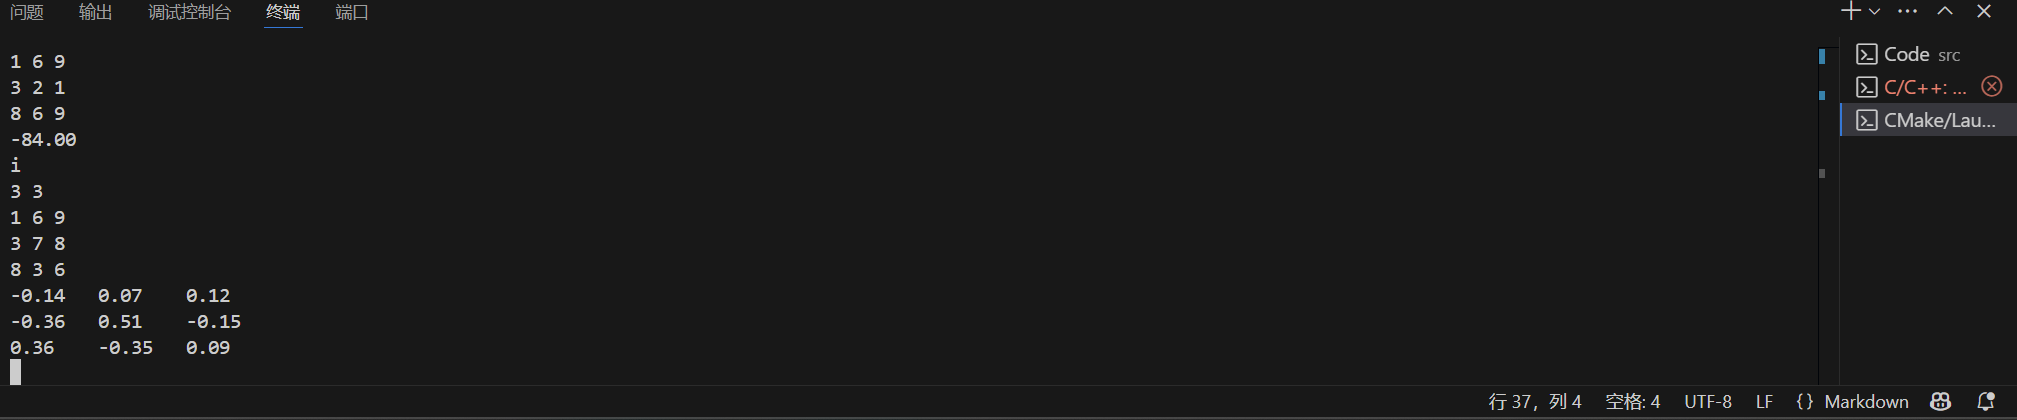 问题 输出 调试控制台 终端 端口
1 6 9
3 2 1
8 6 9
-84.00
i
3 3
1 6 9
3 7 8
8 3 6
-0.14 0.07 0.12
-0.36 0.51 -0.15
0.36 -0.35 0.09
Code src
C/C++: ...
CMake/Lau...
行 37，列 4 空格: 4 UTF-8 LF {} Markdown